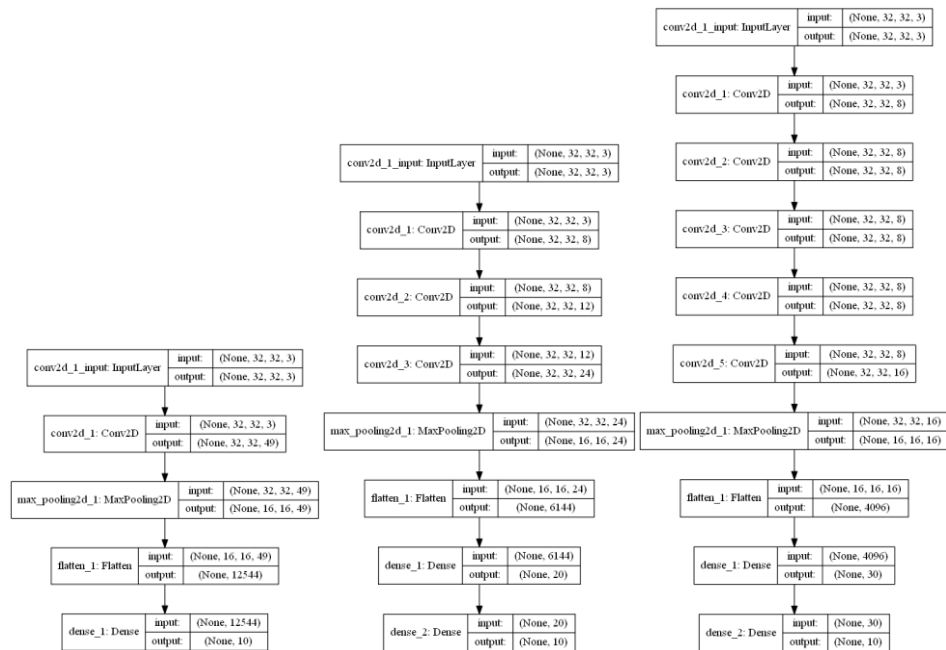 conv2d_1_input: InputLayer input: (None, 32, 32, 3)
output: (None, 32, 32, 3)
conv2d_1: Conv2D input: (None, 32, 32, 3)
output: (None, 32, 32, 49)
max_pooling2d_1: MaxPooling2D input: (None, 32, 32, 49)
output: (None, 16, 16, 49)
flatten_1: Flatten input: (None, 16, 16, 49)
output: (None, 12544)
dense_1: Dense input: (None, 12544)
output: (None, 10)
conv2d_1_input: InputLayer input: (None, 32, 32, 3)
output: (None, 32, 32, 3)
conv2d_1: Conv2D input: (None, 32, 32, 3)
output: (None, 32, 32, 8)
conv2d_2: Conv2D input: (None, 32, 32, 8)
output: (None, 32, 32, 12)
conv2d_3: Conv2D input: (None, 32, 32, 12)
output: (None, 32, 32, 24)
max_pooling2d_1: MaxPooling2D input: (None, 32, 32, 24)
output: (None, 16, 16, 24)
flatten_1: Flatten input: (None, 16, 16, 24)
output: (None, 6144)
dense_1: Dense input: (None, 6144)
output: (None, 20)
dense_2: Dense input: (None, 20)
output: (None, 10)
conv2d_1_input: InputLayer input: (None, 32, 32, 3)
output: (None, 32, 32, 3)
conv2d_1: Conv2D input: (None, 32, 32, 3)
output: (None, 32, 32, 8)
conv2d_2: Conv2D input: (None, 32, 32, 8)
output: (None, 32, 32, 8)
conv2d_3: Conv2D input: (None, 32, 32, 8)
output: (None, 32, 32, 8)
conv2d_4: Conv2D input: (None, 32, 32, 8)
output: (None, 32, 32, 8)
conv2d_5: Conv2D input: (None, 32, 32, 8)
output: (None, 32, 32, 16)
max_pooling2d_1: MaxPooling2D input: (None, 32, 32, 16)
output: (None, 16, 16, 16)
flatten_1: Flatten input: (None, 16, 16, 16)
output: (None, 4096)
dense_1: Dense input: (None, 4096)
output: (None, 30)
dense_2: Dense input: (None, 30)
output: (None, 10)